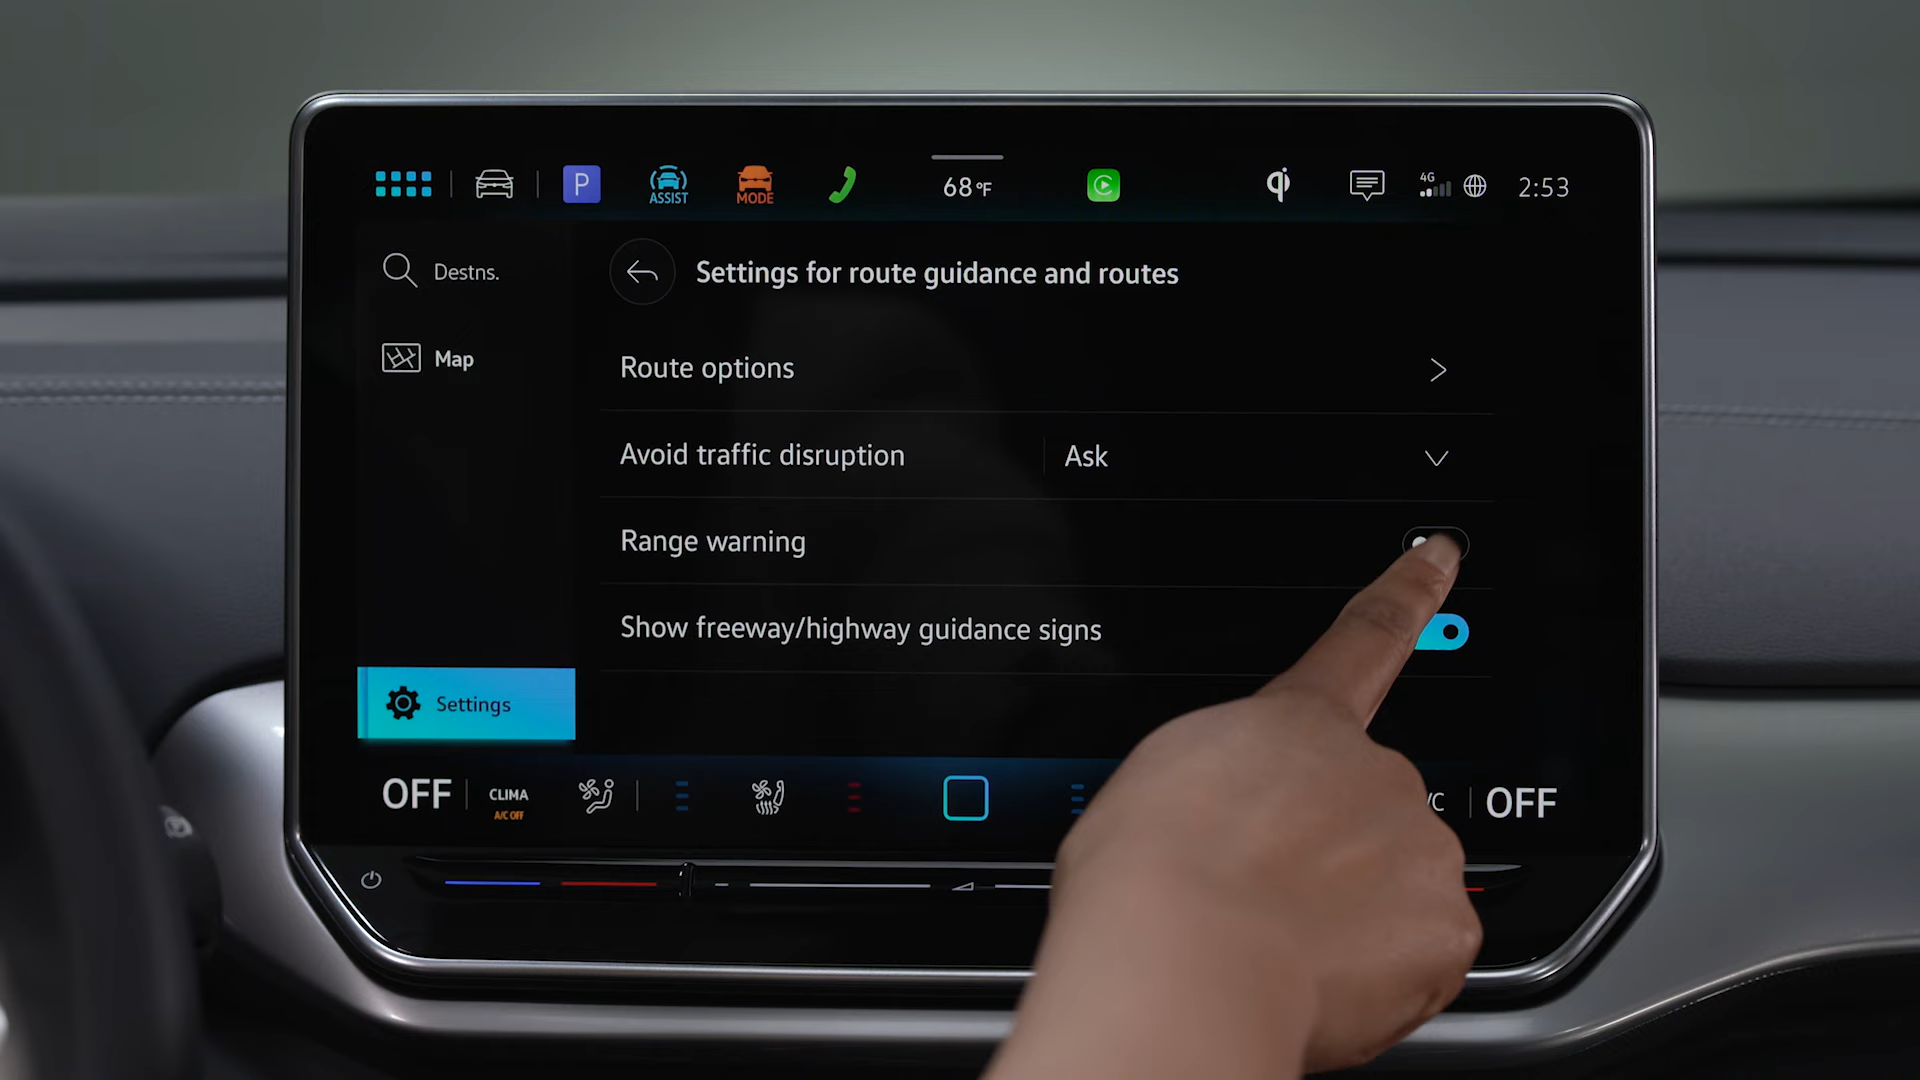 P
ASSIST
MODE
68°F
4G
2:53
Destns.
Settings for route guidance and routes
Map
Route options
Avoid traffic disruption
Ask
Range warning
Show freeway/highway guidance signs
Settings
OFF
CLIMA
A/C OFF
/C
OFF